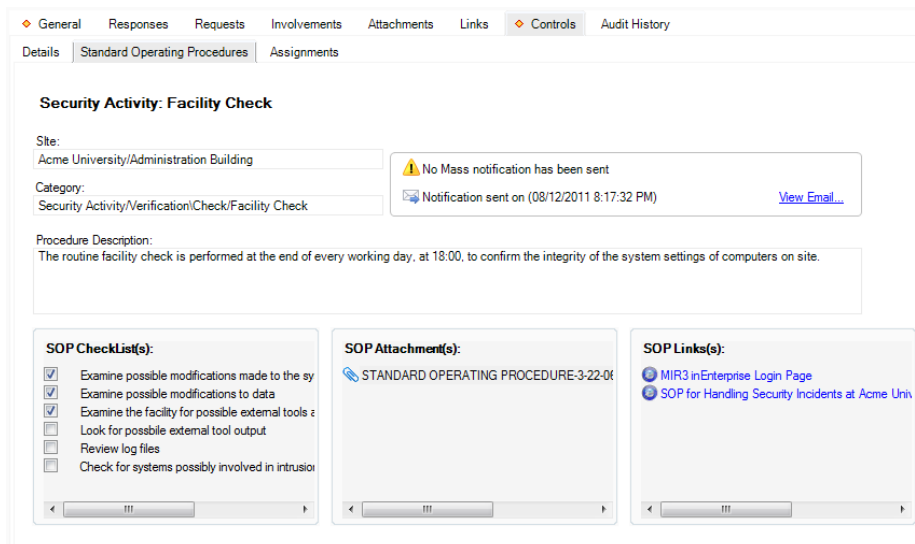 General Responses Requests Involvements Attachments Links Controls Audit History
Details Standard Operating Procedures Assignments
Security Activity: Facility Check
Site:
Acme University/Administration Building
No Mass notification has been sent
Category:
Notification sent on (08/12/2011 8:17:32 PM) View Email...
Security Activity/Verification\Check/Facility Check
Procedure Description:
The routine facility check is performed at the end of every working day, at 18:00, to confirm the integrity of the system settings of computers on site.
SOP CheckList(s):
Examine possible modifications made to the sy
Examine possible modifications to data
Examine the facility for possible external tools a
Look for possbile external tool output
Review log files
Check for systems possibly involved in intrusion
SOP Attachment(s):
STANDARD OPERATING PROCEDURE-3-22-06
SOP Links(s):
MIR3 inEnterprise Login Page
SOP for Handling Security Incidents at Acme Univ